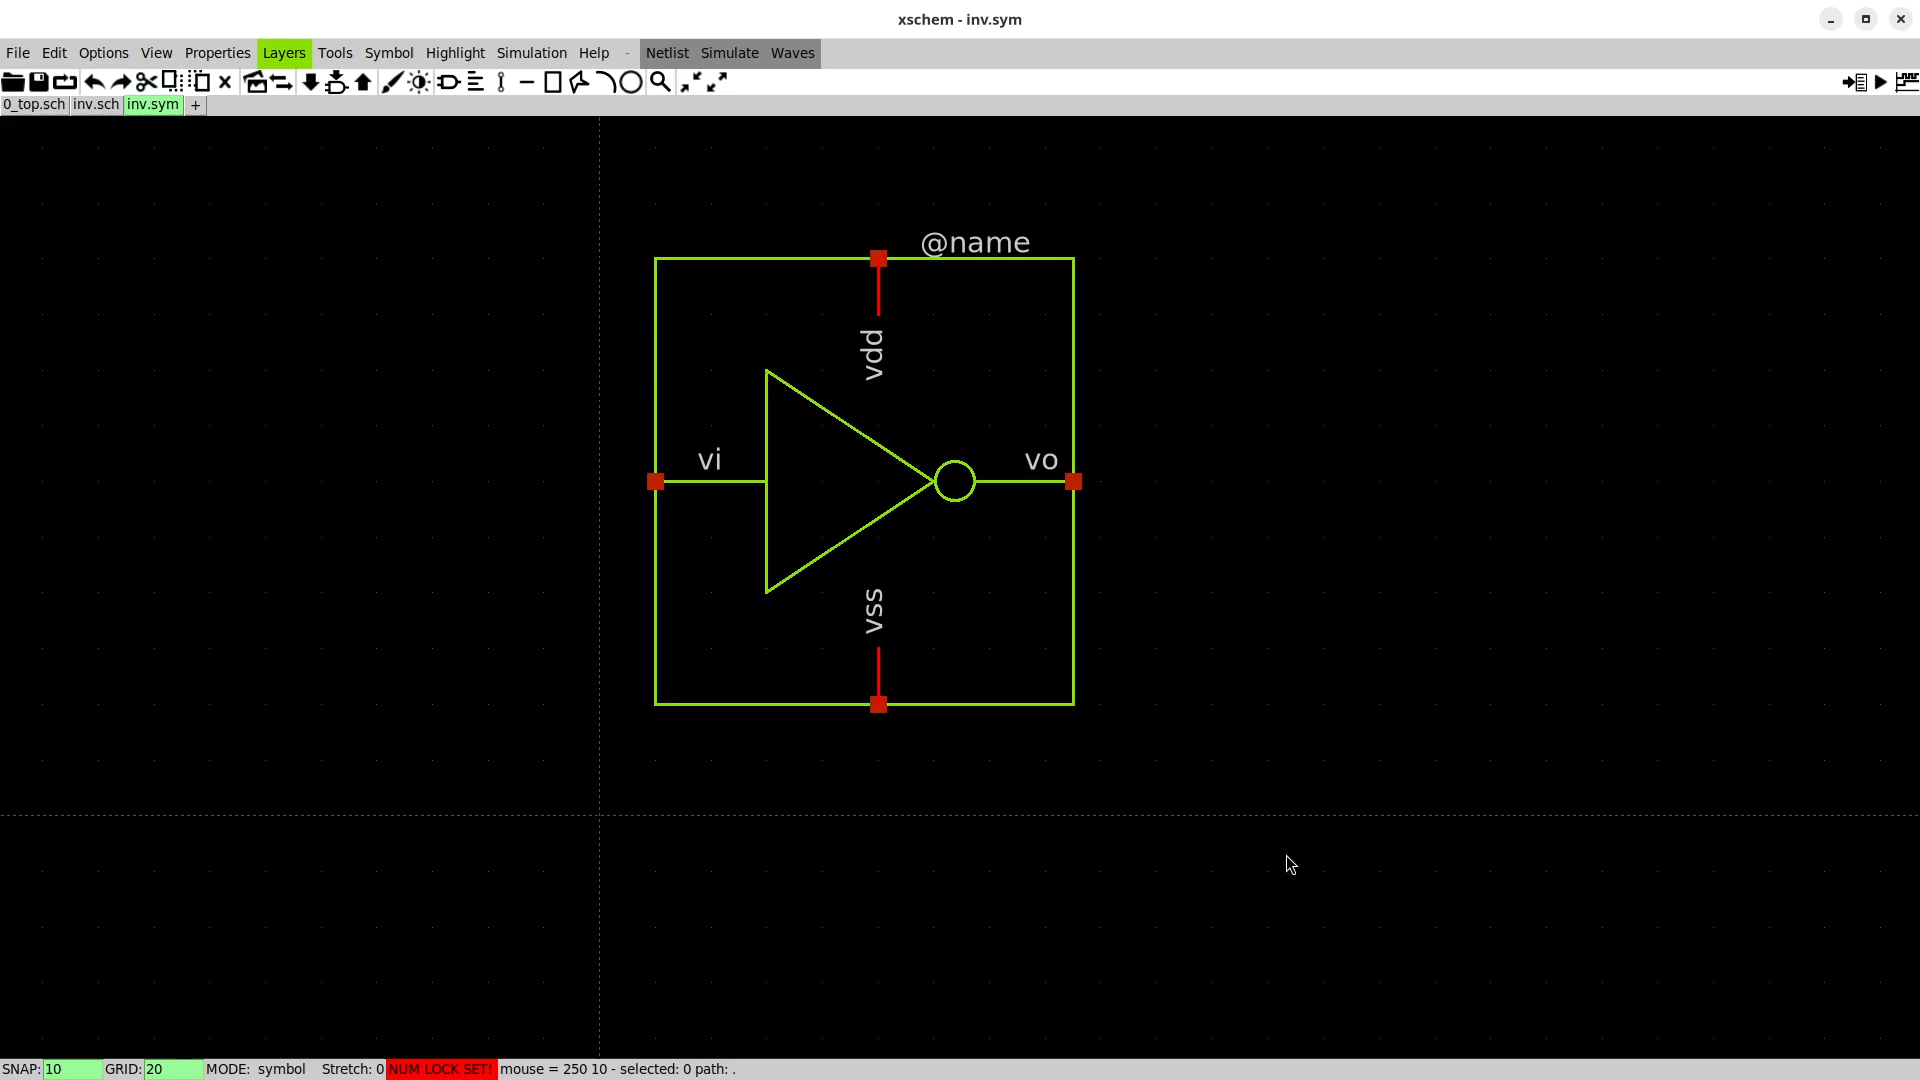 xschem - inv.sym
File Edit Options View Properties Layers Tools Symbol Highlight Simulation Help - Netlist Simulate Waves
0_top.sch inv.sch inv.sym +
@name
vdd
vi
vo
vss
SNAP: 10 GRID: 20 MODE: symbol Stretch: 0 NUM LOCK SET! mouse = 250 10 - selected: 0 path: .